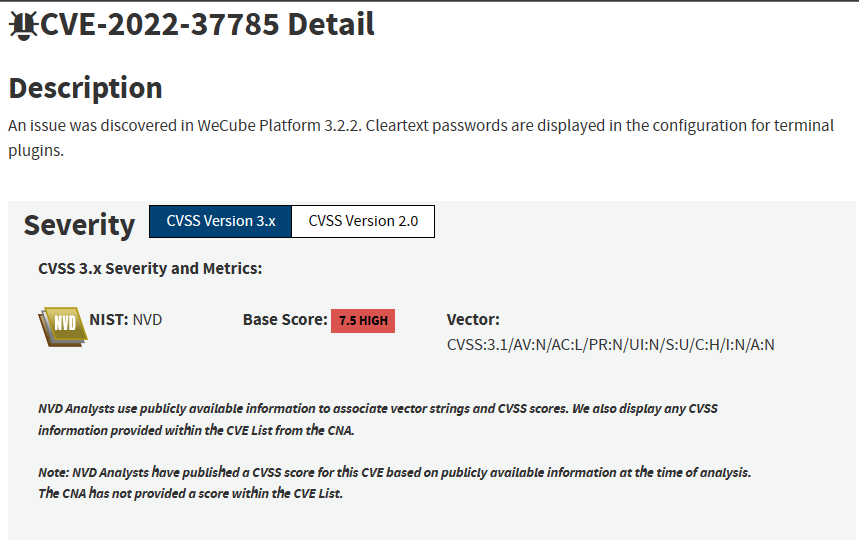 CVE-2022-37785 Detail
Description
An issue was discovered in WeCube Platform 3.2.2. Cleartext passwords are displayed in the configuration for terminal
plugins.
Severity CVSS Version 3.x CVSS Version 2.0
CVSS 3.x Severity and Metrics:
NVD NIST: NVD Base Score: 7.5 HIGH Vector:
CVSS:3.1/AV:N/AC:L/PR:N/UI:N/S:U/C:H/I:N/A:N
NVD Analysts use publicly available information to associate vector strings and CVSS scores. We also display any CVSS
information provided within the CVE List from the CNA.
Note: NVD Analysts have published a CVSS score for this CVE based on publicly available information at the time of analysis.
The CNA has not provided a score within the CVE List.